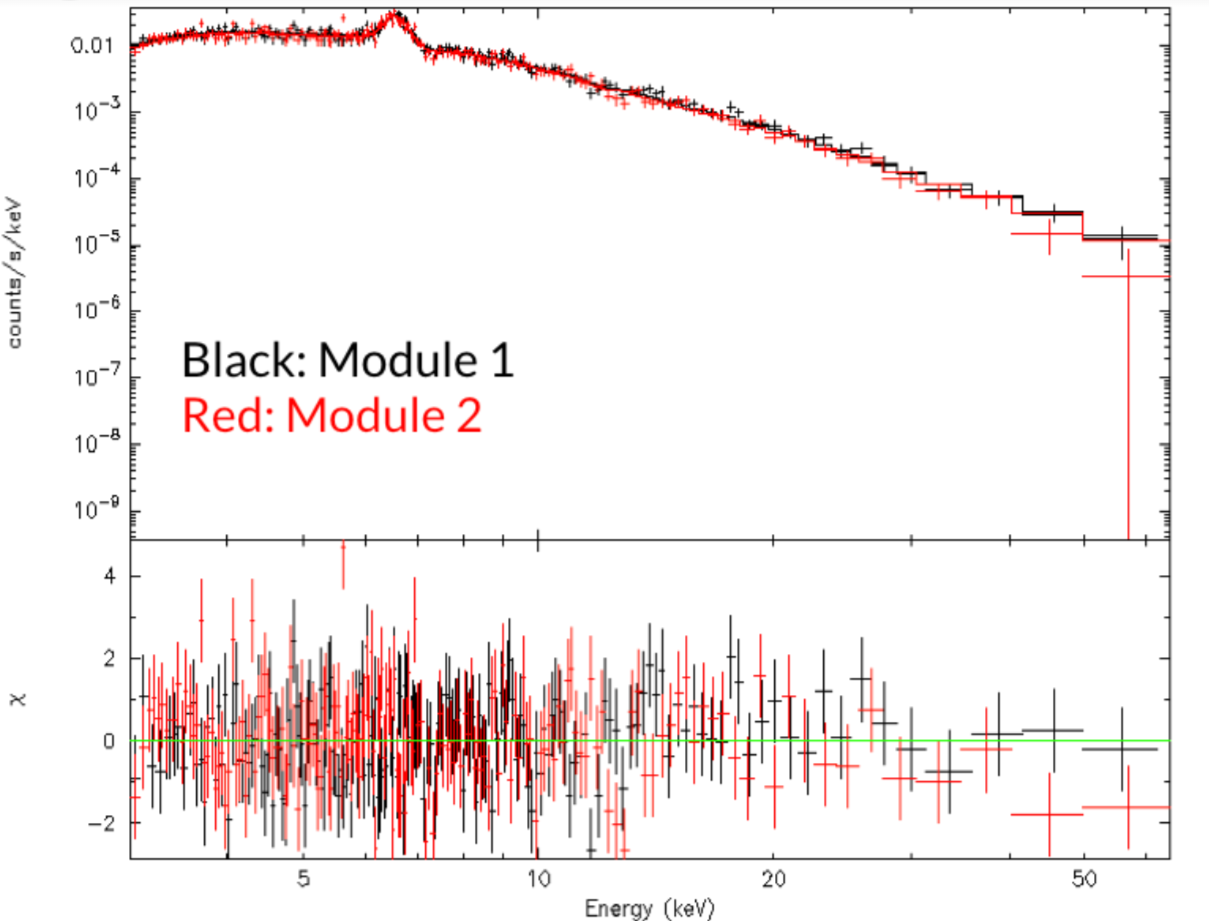 0.01
10⁻³
10⁻⁴
10⁻⁵
10⁻⁶
10⁻⁷
10⁻⁸
10⁻⁹
counts/s/keV
Black: Module 1
Red: Module 2
4
2
0
−2
χ
5 10 20 50
Energy (keV)